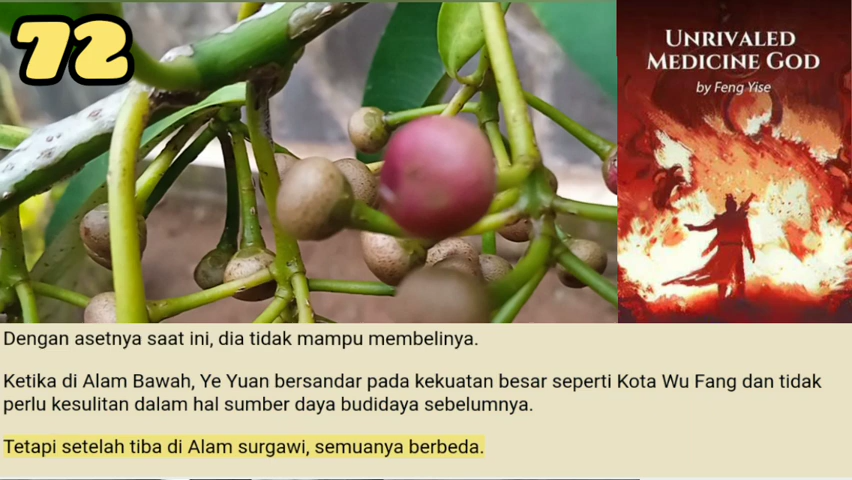 72
UNRIVALED
MEDICINE GOD
by Feng Yise
Dengan asetnya saat ini, dia tidak mampu membelinya.
Ketika di Alam Bawah, Ye Yuan bersandar pada kekuatan besar seperti Kota Wu Fang dan tidak
perlu kesulitan dalam hal sumber daya budidaya sebelumnya.
Tetapi setelah tiba di Alam surgawi, semuanya berbeda.